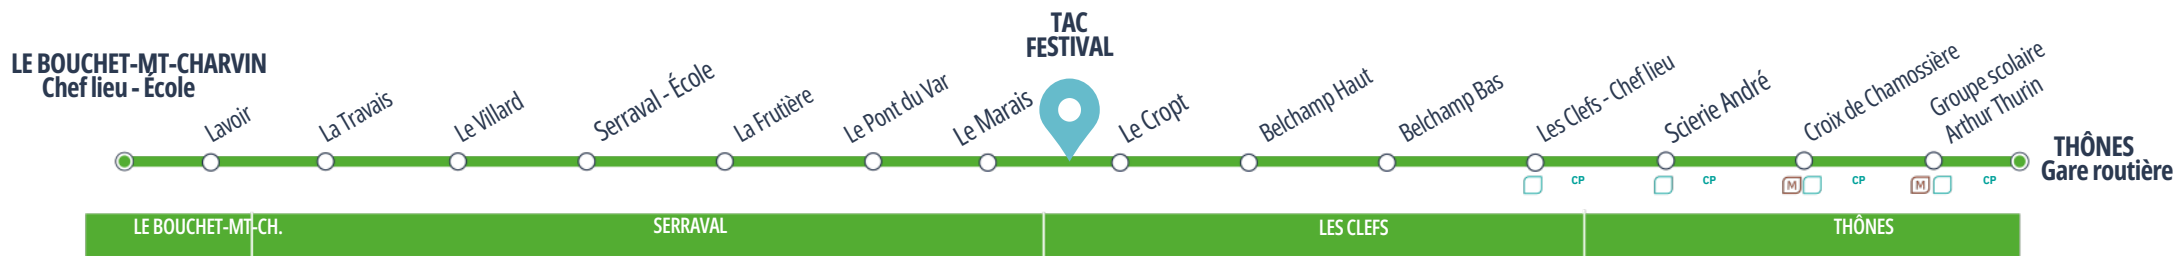 LE BOUCHET-MT-CHARVIN
Chef lieu - École
Lavoir
La Travais
Le Villard
Serraval - École
La Frutière
Le Pont du Var
Le Marais
TAC
FESTIVAL
Le Cropt
Belchamp Haut
Belchamp Bas
Les Clefs - Chef lieu
Scierie André
Croix de Chamossière
Groupe scolaire
Arthur Thurin
THÔNES
Gare routière
CP
CP
M
CP
M
CP
LE BOUCHET-MT-CH.
SERRAVAL
LES CLEFS
THÔNES